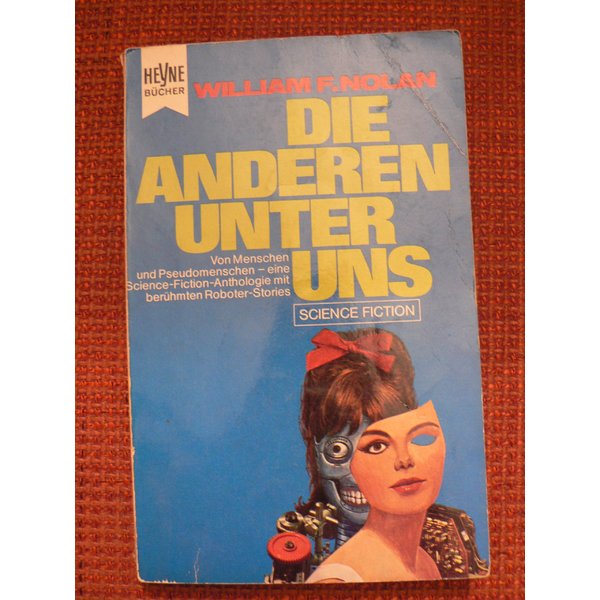 HEYNE
BÜCHER
WILLIAM F. NOLAN
DIE
ANDEREN
UNTER
UNS
Von Menschen
und Pseudomenschen – eine
Science-Fiction-Anthologie mit
berühmten Roboter-Stories
SCIENCE FICTION